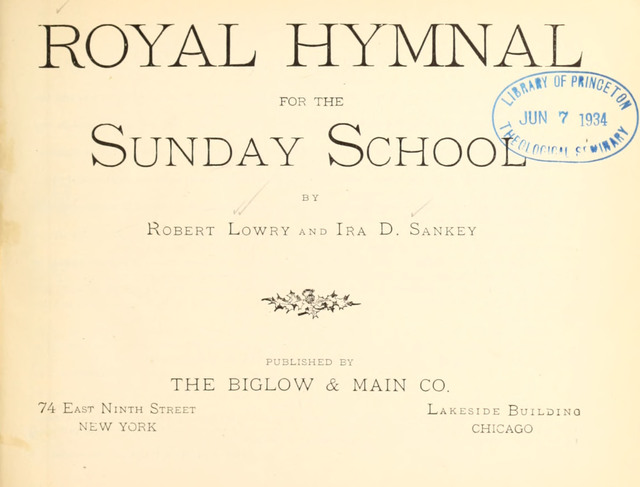 ROYAL HYMNAL
FOR THE
SUNDAY SCHOOL
LIBRARY OF PRINCETON
JUN 7 1934
THEOLOGICAL SEMINARY
BY
ROBERT LOWRY AND IRA D. SANKEY
PUBLISHED BY
THE BIGLOW & MAIN CO.
74 EAST NINTH STREET
NEW YORK
LAKESIDE BUILDING
CHICAGO